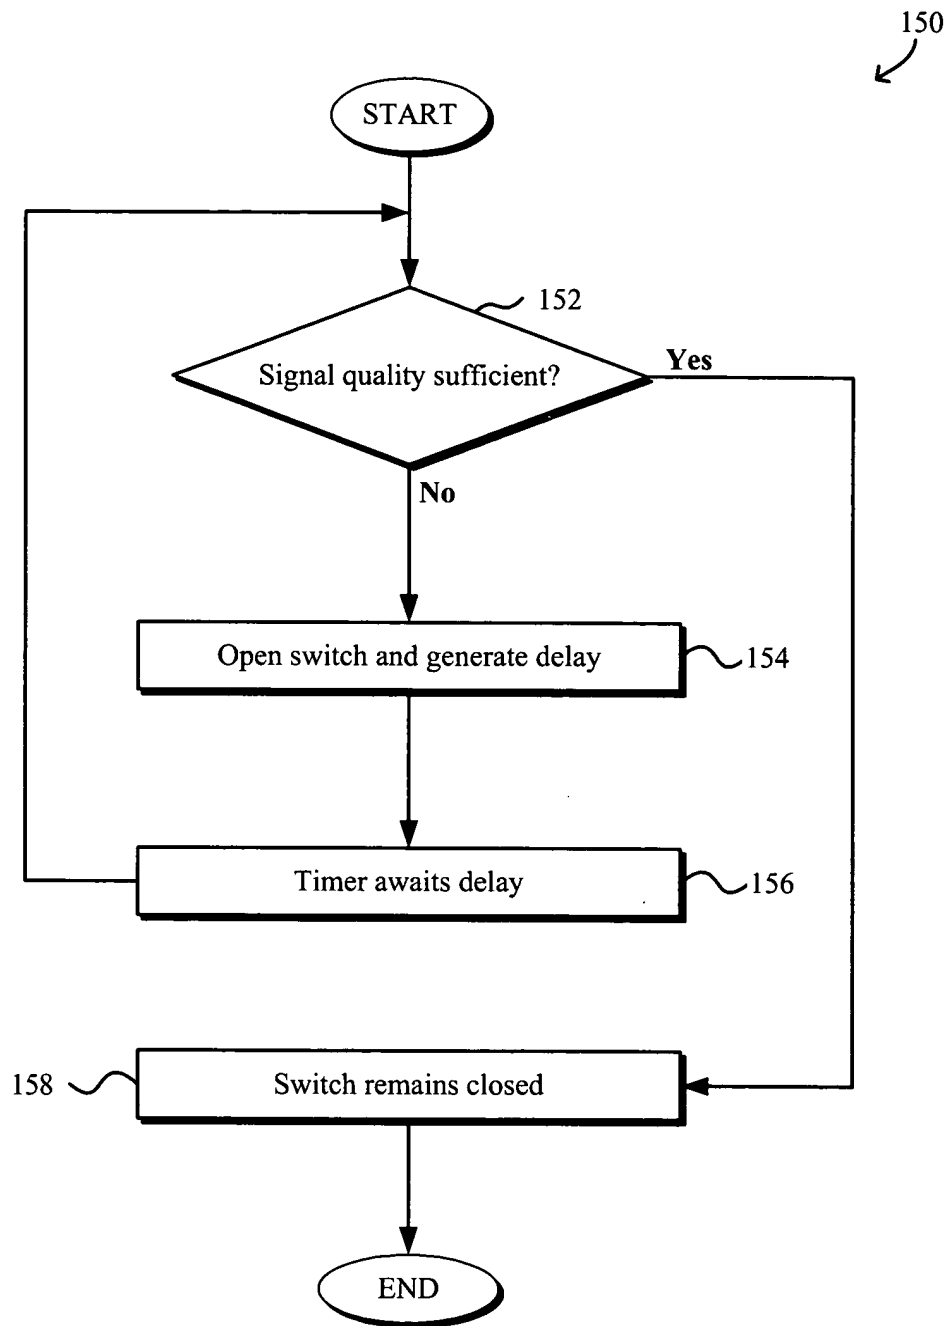 150
START
152
Signal quality sufficient?
Yes
No
Open switch and generate delay
154
Timer awaits delay
156
158
Switch remains closed
END